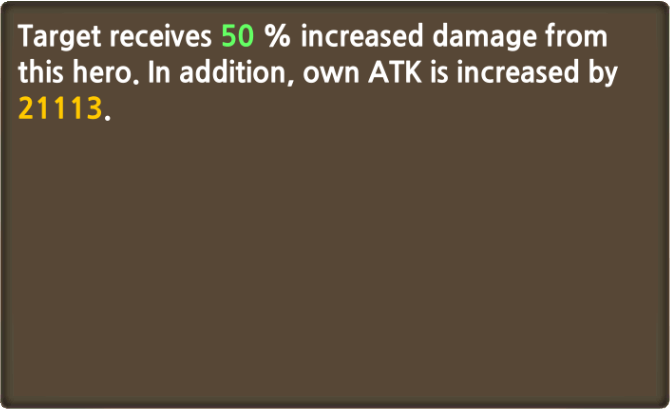 Target receives 50 % increased damage from
this hero. In addition, own ATK is increased by
21113.